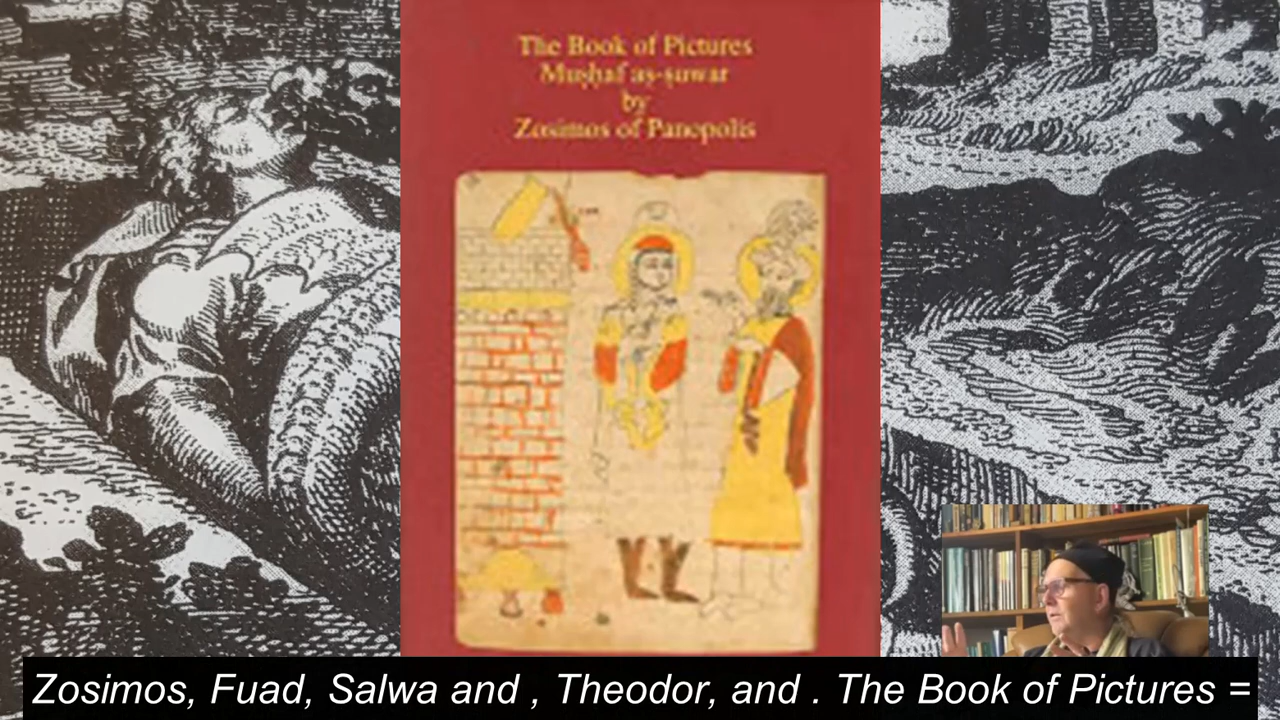 The Book of Pictures
Muṣḥaf aṣ-ṣuwar
by
Zosimos of Panopolis
Zosimos, Fuad, Salwa and , Theodor, and . The Book of Pictures =